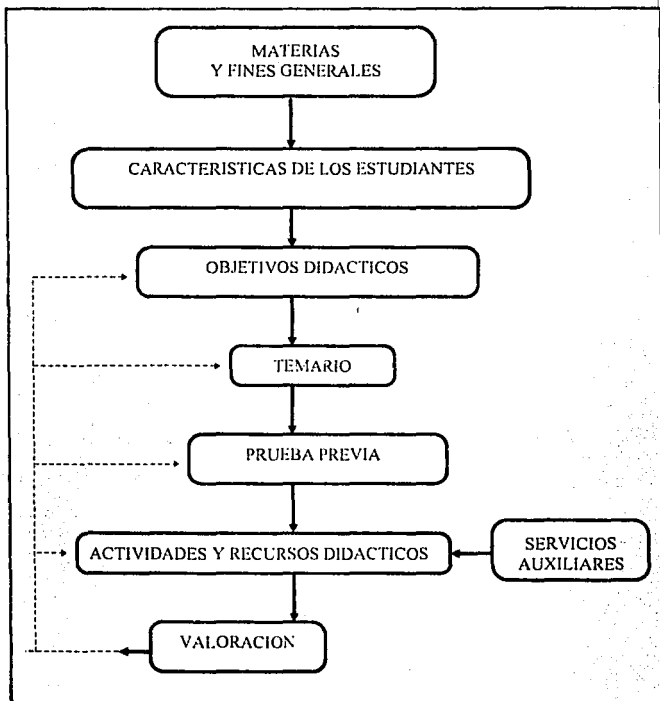 MATERIAS
Y FINES GENERALES
CARACTERISTICAS DE LOS ESTUDIANTES
OBJETIVOS DIDACTICOS
TEMARIO
PRUEBA PREVIA
ACTIVIDADES Y RECURSOS DIDACTICOS
SERVICIOS
AUXILIARES
VALORACION